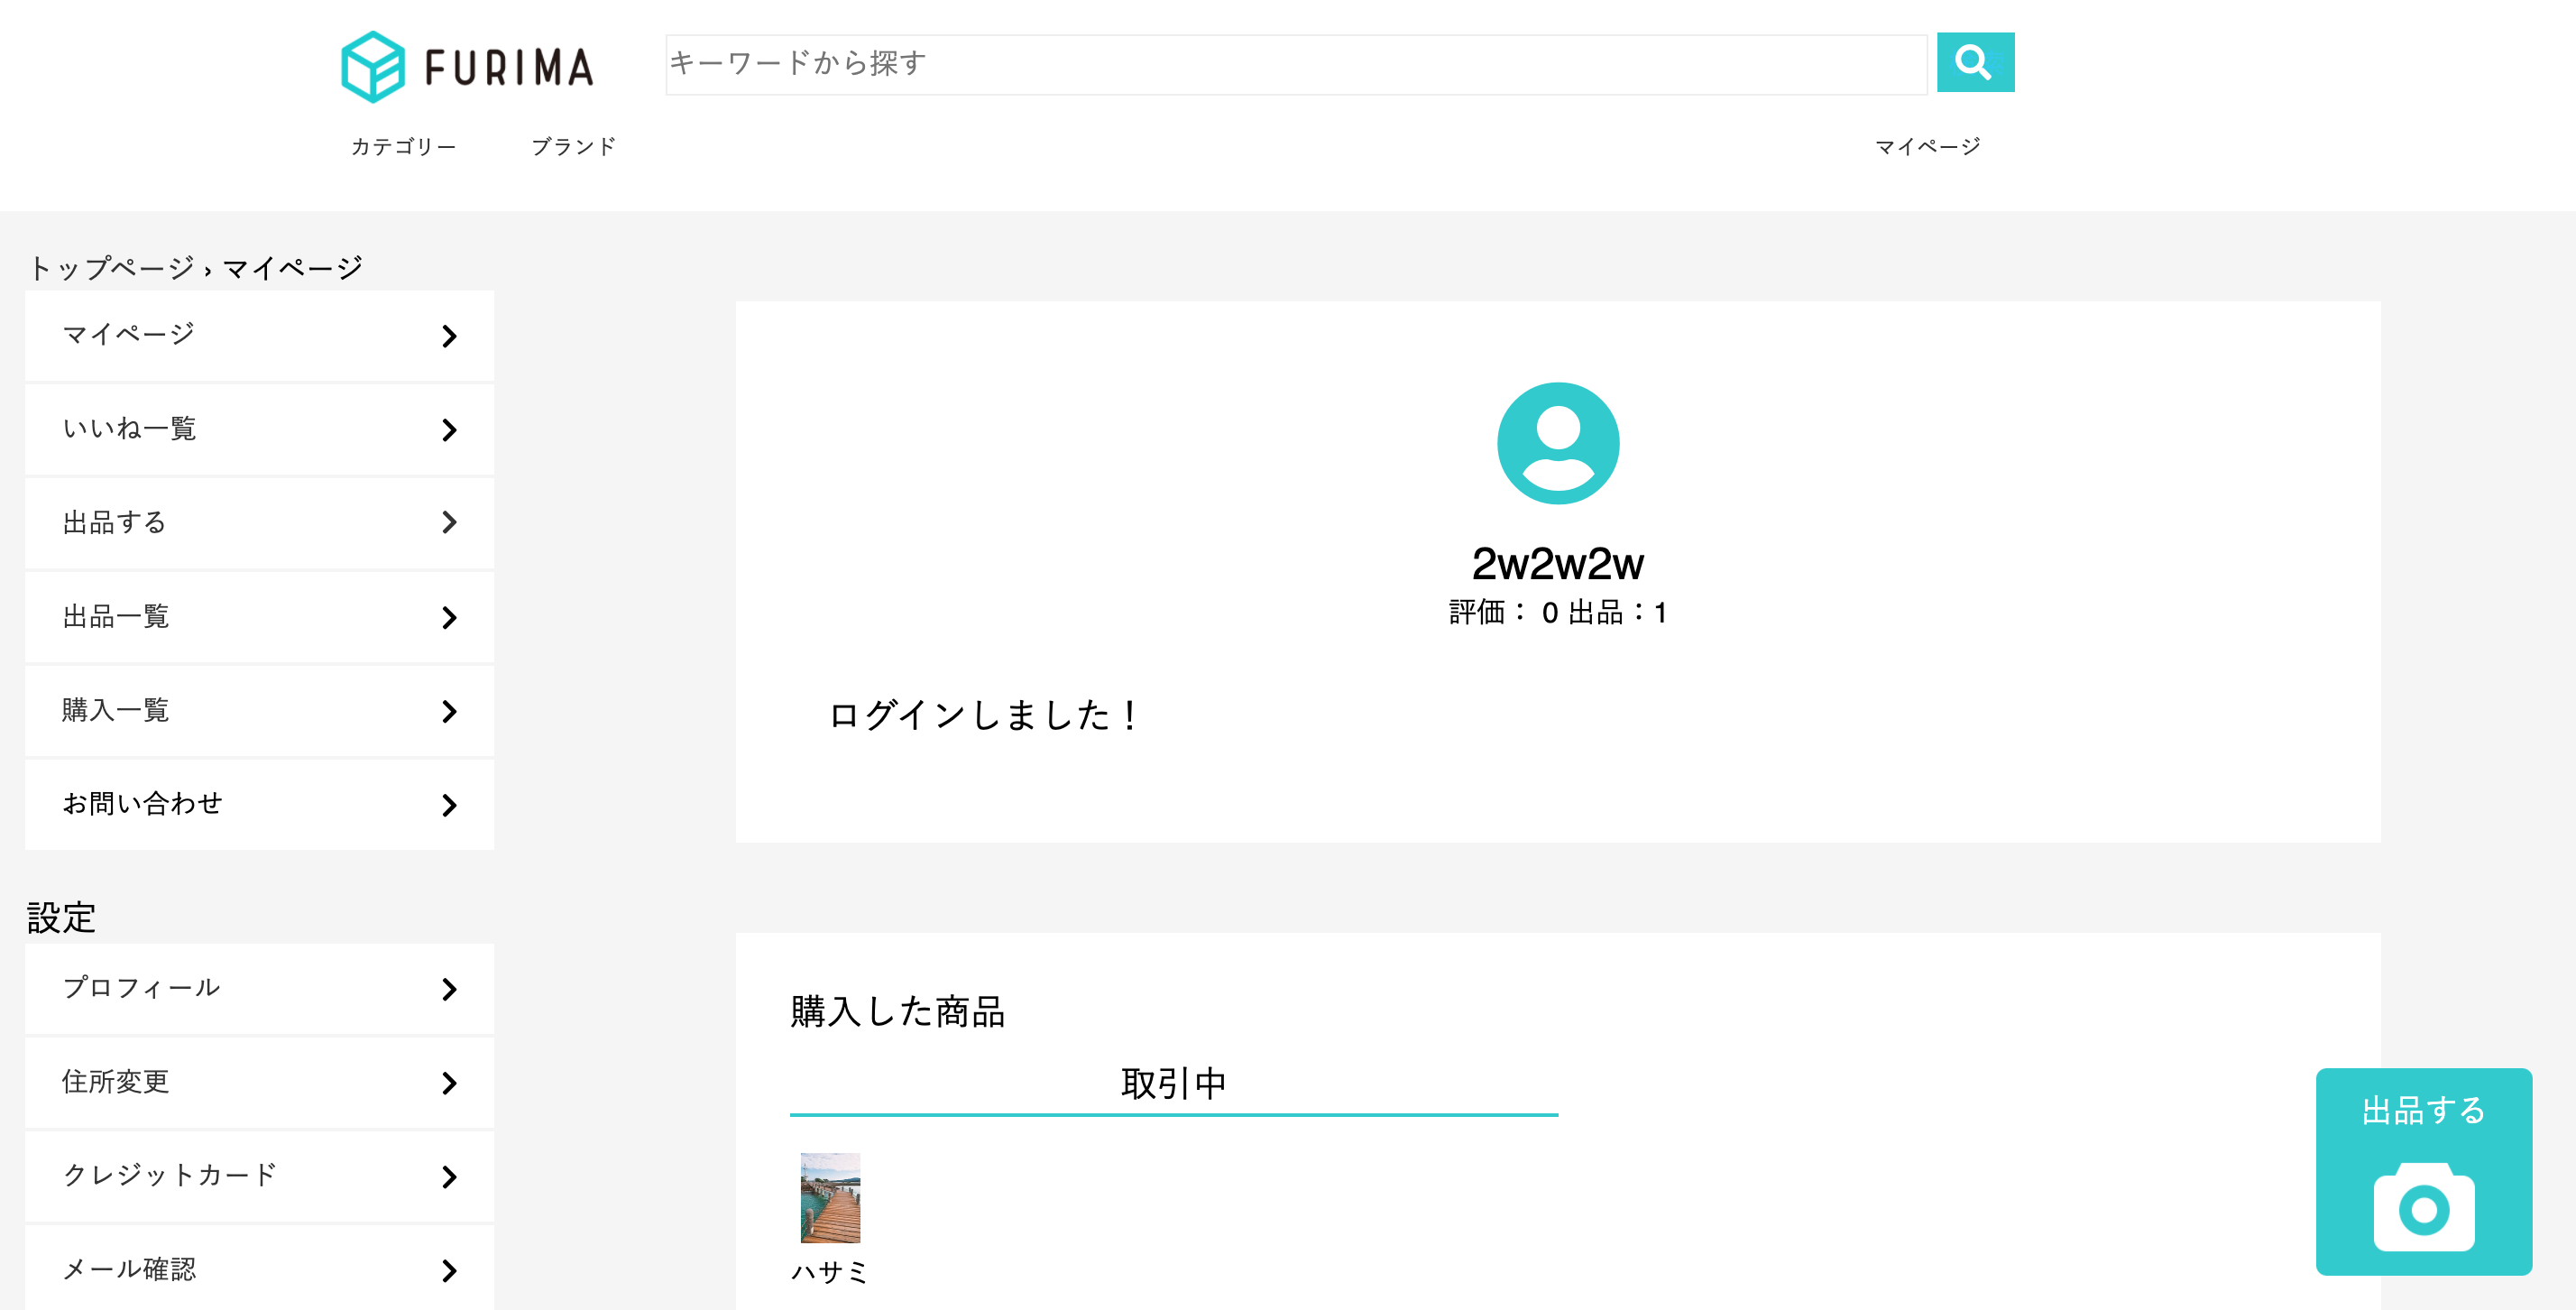 FURIMA
キーワードから探す
カテゴリー
ブランド
マイページ
トップページ › マイページ
マイページ
いいね一覧
出品する
出品一覧
購入一覧
お問い合わせ
設定
プロフィール
住所変更
クレジットカード
メール確認
2w2w2w
評価： 0 出品：1
ログインしました！
購入した商品
取引中
ハサミ
出品する